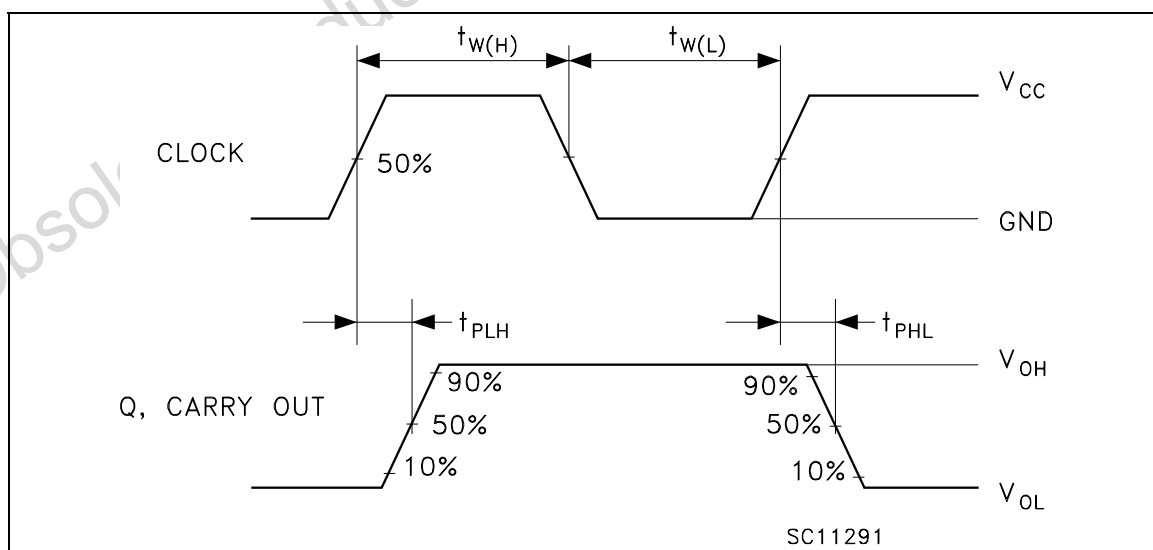 tW(H) tW(L)
VCC
CLOCK 50%
GND
tPLH tPHL
VOH
90% 90%
Q, CARRY OUT 50% 50%
10% 10%
VOL
SC11291